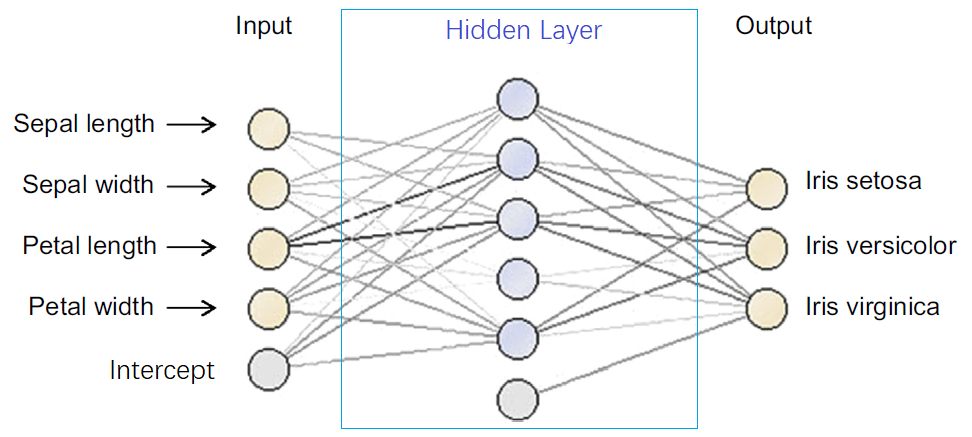 Input
Hidden Layer
Output
Sepal length
Sepal width
Petal length
Petal width
Intercept
Iris setosa
Iris versicolor
Iris virginica